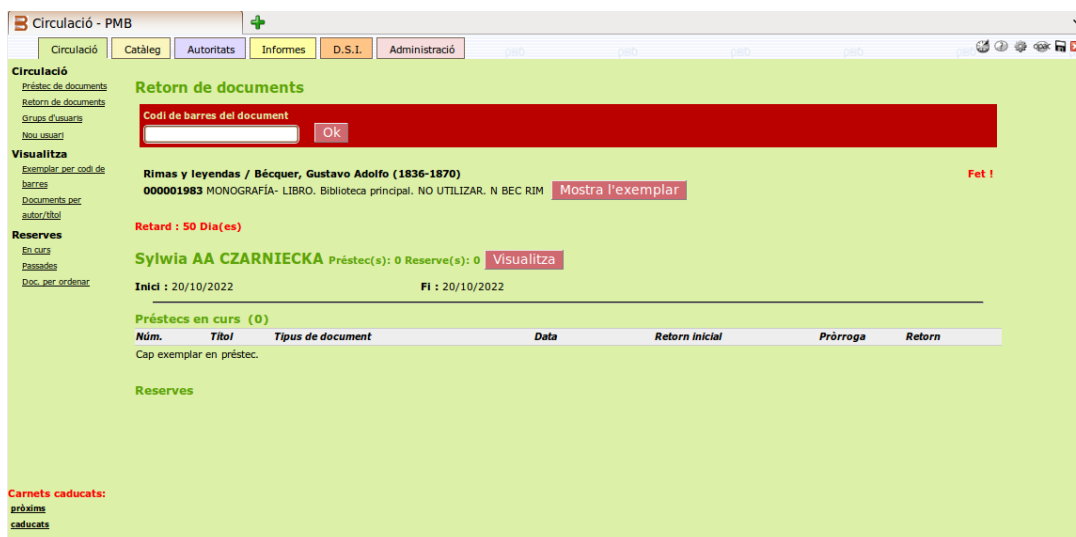 Circulació - PMB
Circulació Catàleg Autoritats Informes D.S.I. Administració
Circulació
Préstec de documents
Retorn de documents
Grups d'usuaris
Nou usuari
Visualitza
Exemplar per codi de
barres
Documents per
autor/títol
Reserves
En curs
Passades
Doc. per ordenar
Retorn de documents
Codi de barres del document
Ok
Rimas y leyendas / Bécquer, Gustavo Adolfo (1836-1870) Fet !
000001983 MONOGRAFÍA- LIBRO. Biblioteca principal. NO UTILIZAR. N BEC RIM Mostra l'exemplar
Retard : 50 Dia(es)
Sylwia AA CZARNIECKA Préstec(s): 0 Reserve(s): 0 Visualitza
Inici : 20/10/2022 Fi : 20/10/2022
Préstecs en curs (0)
Núm. Títol Tipus de document Data Retorn inicial Pròrroga Retorn
Cap exemplar en préstec.
Reserves
Carnets caducats:
pròxims
caducats